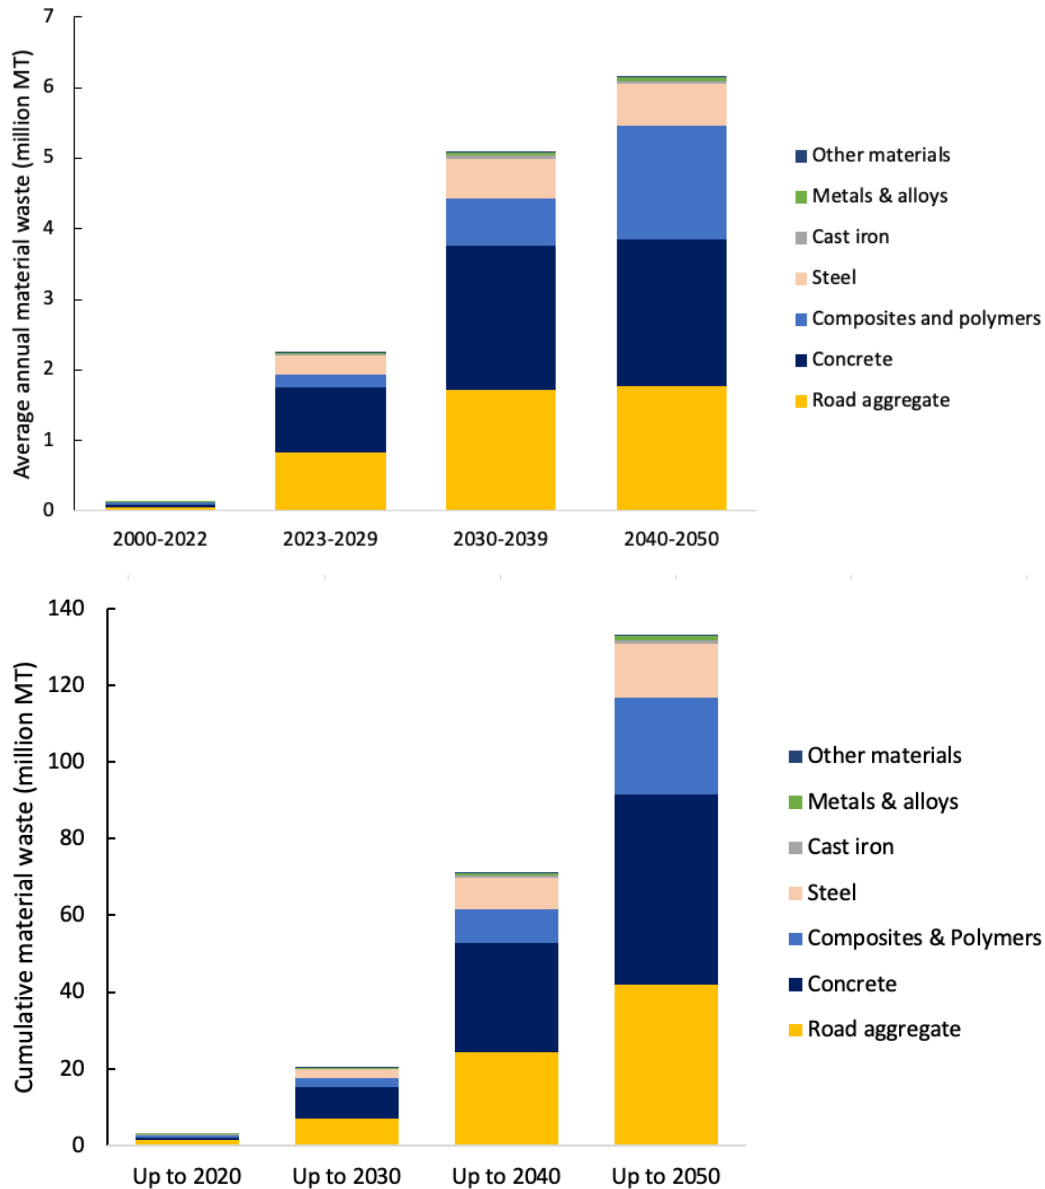 Average annual material waste (million MT)
7
6
5
4
3
2
1
0
2000-2022
2023-2029
2030-2039
2040-2050
Other materials
Metals & alloys
Cast iron
Steel
Composites and polymers
Concrete
Road aggregate
Cumulative material waste (million MT)
140
120
100
80
60
40
20
0
Up to 2020
Up to 2030
Up to 2040
Up to 2050
Other materials
Metals & alloys
Cast iron
Steel
Composites & Polymers
Concrete
Road aggregate